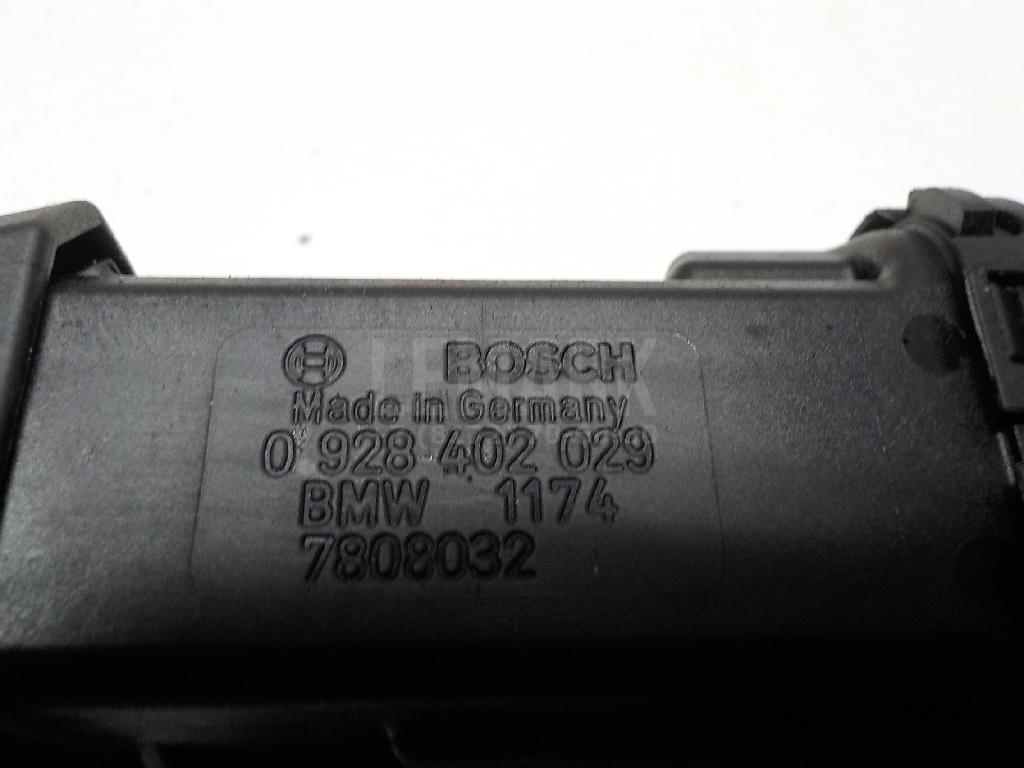 BOSCH
Made in Germany
0 928 402 029
BMW 1174
7808032